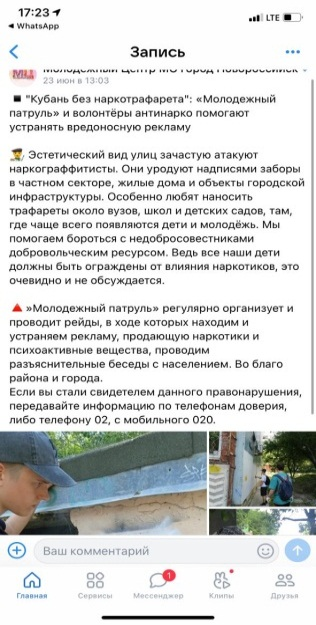 17:23
LTE
WhatsApp
Запись
Молодежный Центр МО город Новороссийск
23 июн в 13:03
"Кубань без наркотрафарета": «Молодежный
патруль» и волонтёры антинарко помогают
устранять вредоносную рекламу
Эстетический вид улиц зачастую атакуют
наркограффитисты. Они уродуют надписями заборы
в частном секторе, жилые дома и объекты городской
инфраструктуры. Особенно любят наносить
трафареты около вузов, школ и детских садов, там,
где чаще всего появляются дети и молодёжь. Мы
помогаем бороться с недобросовестниками
добровольческим ресурсом. Ведь все наши дети
должны быть ограждены от влияния наркотиков, это
очевидно и не обсуждается.
»Молодежный патруль» регулярно организует и
проводит рейды, в ходе которых находим и
устраняем рекламу, продающую наркотики и
психоактивные вещества, проводим
разъяснительные беседы с населением. Во благо
района и города.
Если вы стали свидетелем данного правонарушения,
передавайте информацию по телефонам доверия,
либо телефону 02, с мобильного 020.
Ваш комментарий
1
Главная Сервисы Мессенджер Клипы Друзья